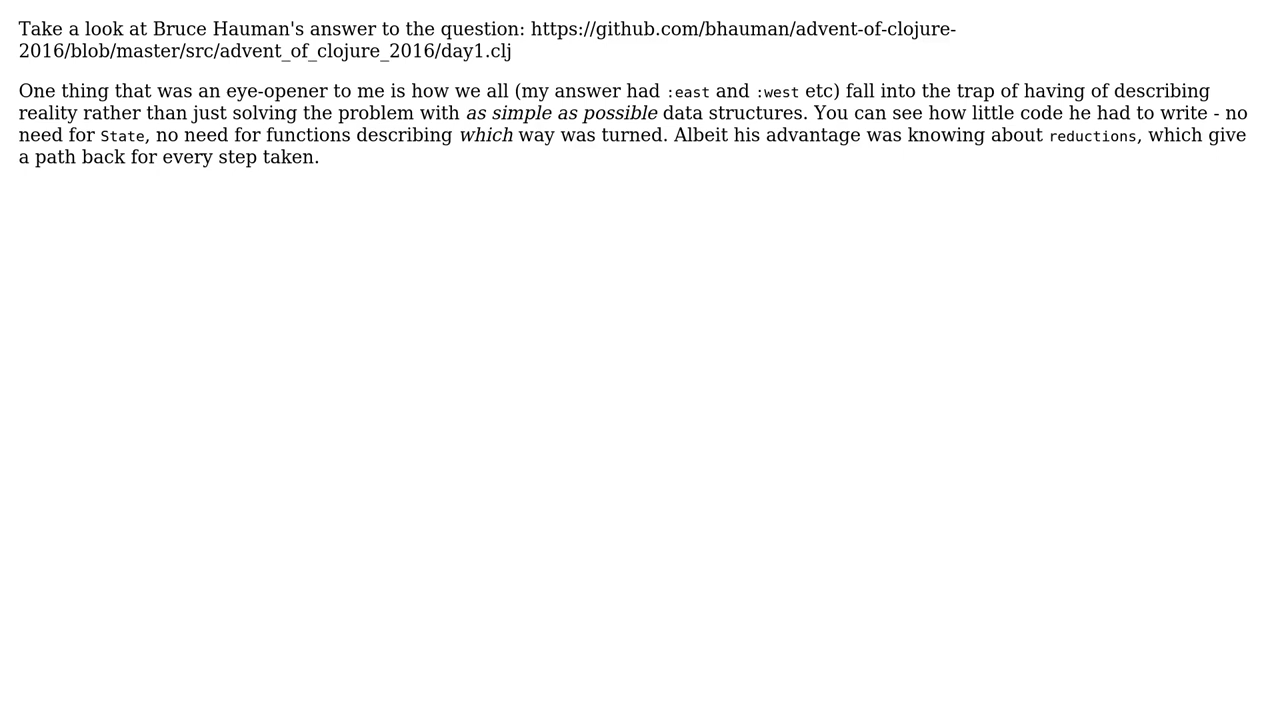 Take a look at Bruce Hauman's answer to the question: https://github.com/bhauman/advent-of-clojure-
2016/blob/master/src/advent_of_clojure_2016/day1.clj
One thing that was an eye-opener to me is how we all (my answer had :east and :west etc) fall into the trap of having of describing
reality rather than just solving the problem with as simple as possible data structures. You can see how little code he had to write - no
need for State, no need for functions describing which way was turned. Albeit his advantage was knowing about reductions, which give
a path back for every step taken.